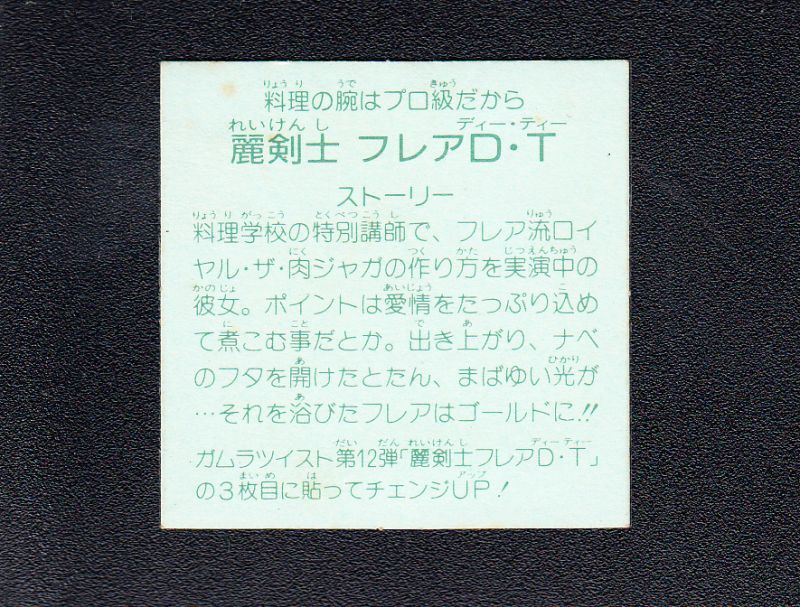 料理の腕はプロ級だから
麗剣士 フレアD・T
ストーリー
料理学校の特別講師で、フレア流ロイ
ヤル・ザ・肉ジャガの作り方を実演中の
彼女。ポイントは愛情をたっぷり込め
て煮こむ事だとか。出き上がり、ナベ
のフタを開けたとたん、まばゆい光が
…それを浴びたフレアはゴールドに!!
ガムラツイスト第12弾「麗剣士フレアD・T」
の3枚目に貼ってチェンジUP!